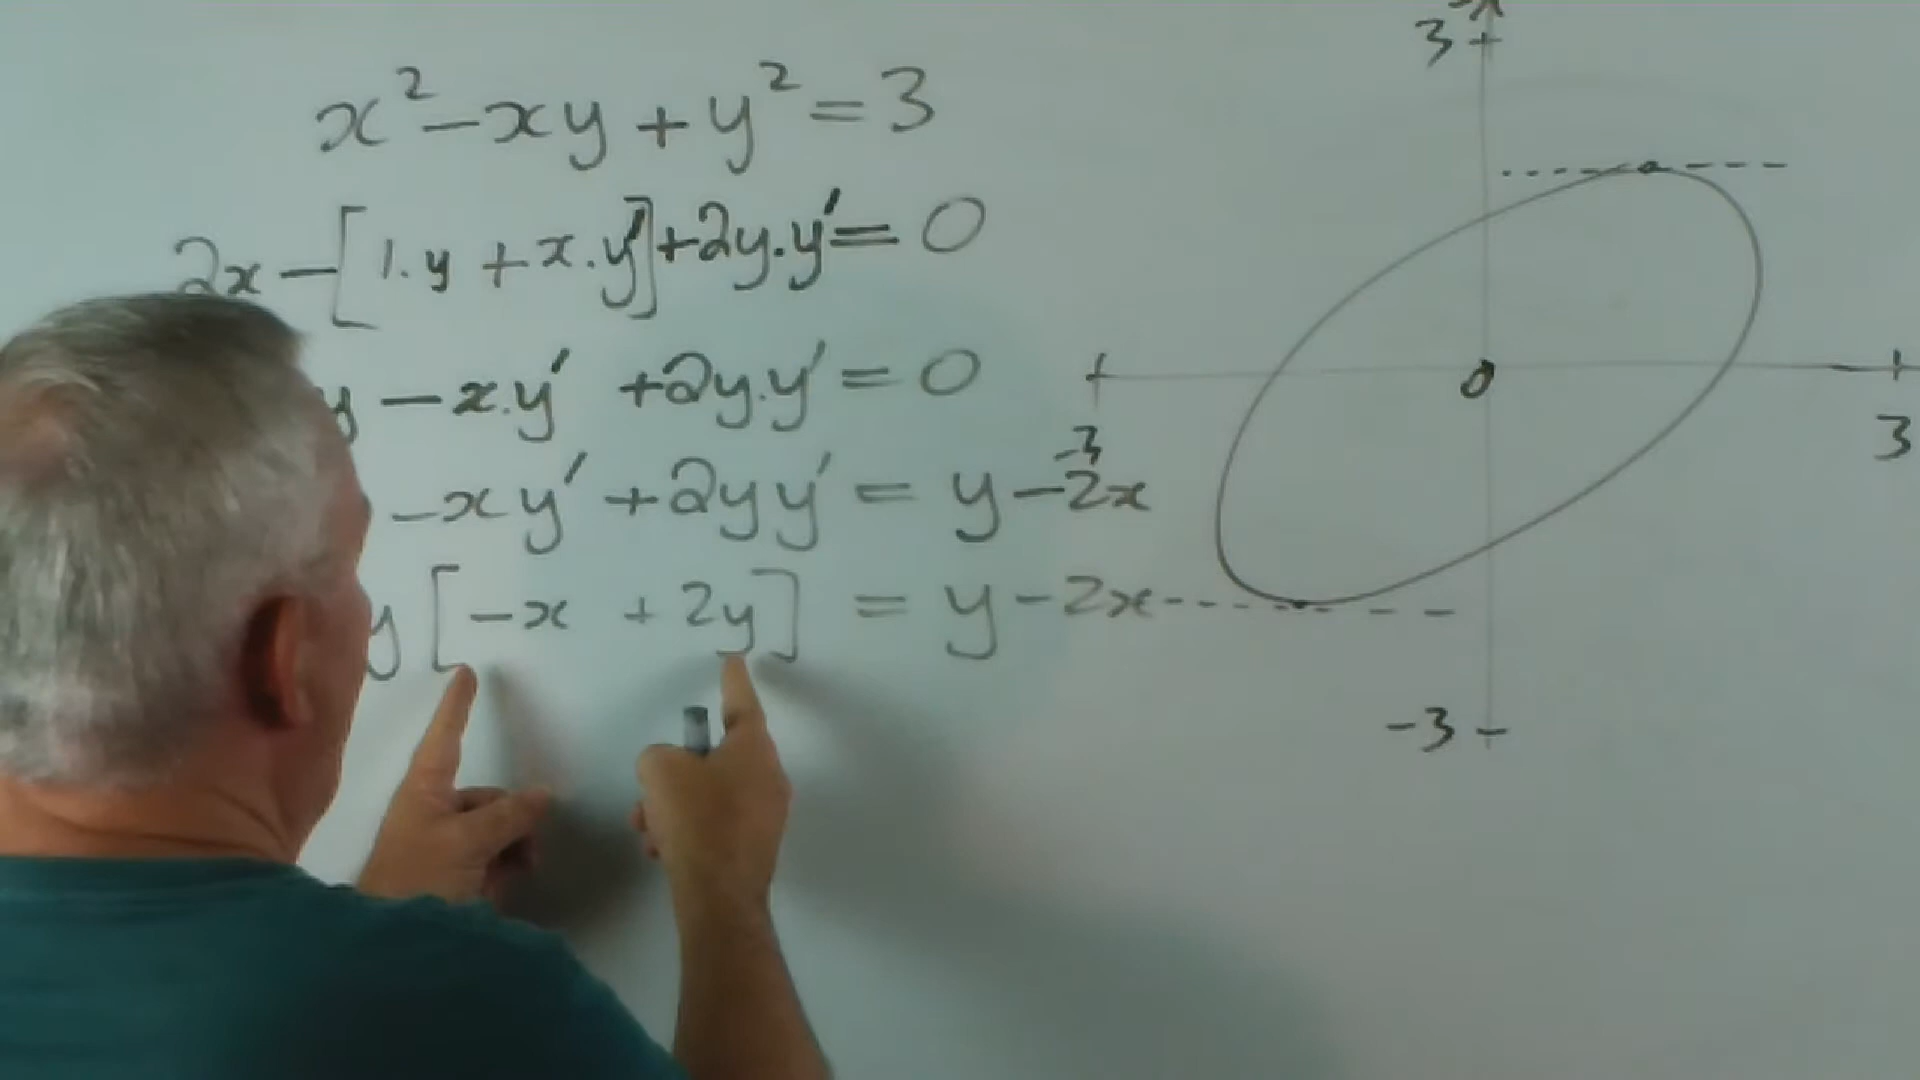 x² - xy + y² = 3
2x - [1.y + x.y'] + 2y.y' = 0
y - x.y' + 2y.y' = 0
-xy' + 2yy' = y - 2x
y[-x + 2y] = y - 2x
3
-3
0
3
-3